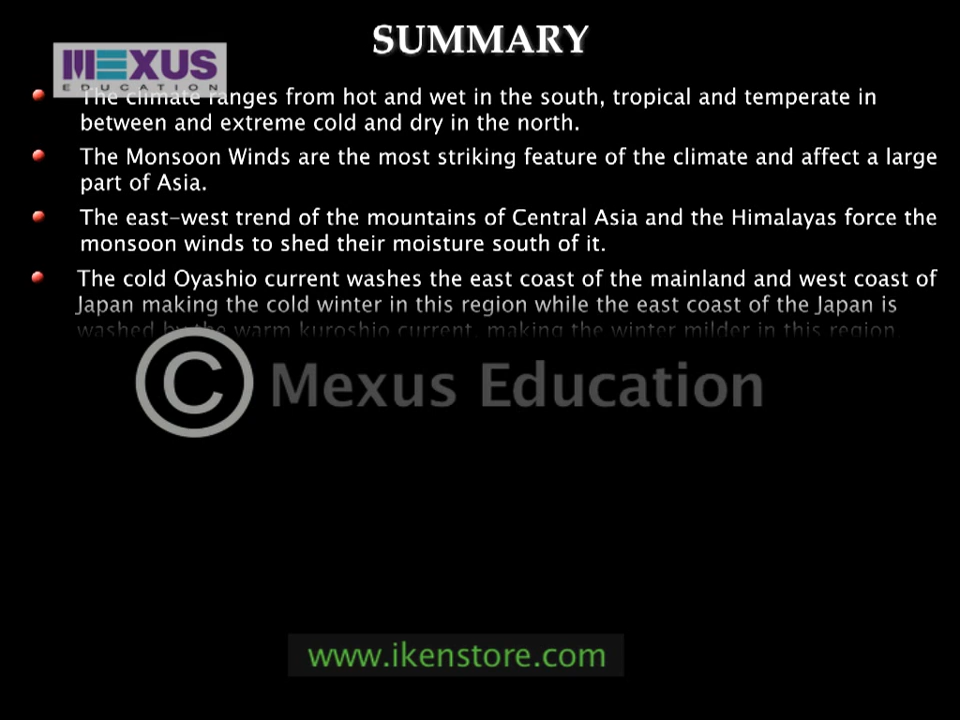 SUMMARY
MEXUS
EDUCATION
The climate ranges from hot and wet in the south, tropical and temperate in
between and extreme cold and dry in the north.
The Monsoon Winds are the most striking feature of the climate and affect a large
part of Asia.
The east-west trend of the mountains of Central Asia and the Himalayas force the
monsoon winds to shed their moisture south of it.
The cold Oyashio current washes the east coast of the mainland and west coast of
Japan making the cold winter in this region while the east coast of the Japan is
washed by the warm kuroshio current, making the winter milder in this region.
© Mexus Education
www.ikenstore.com